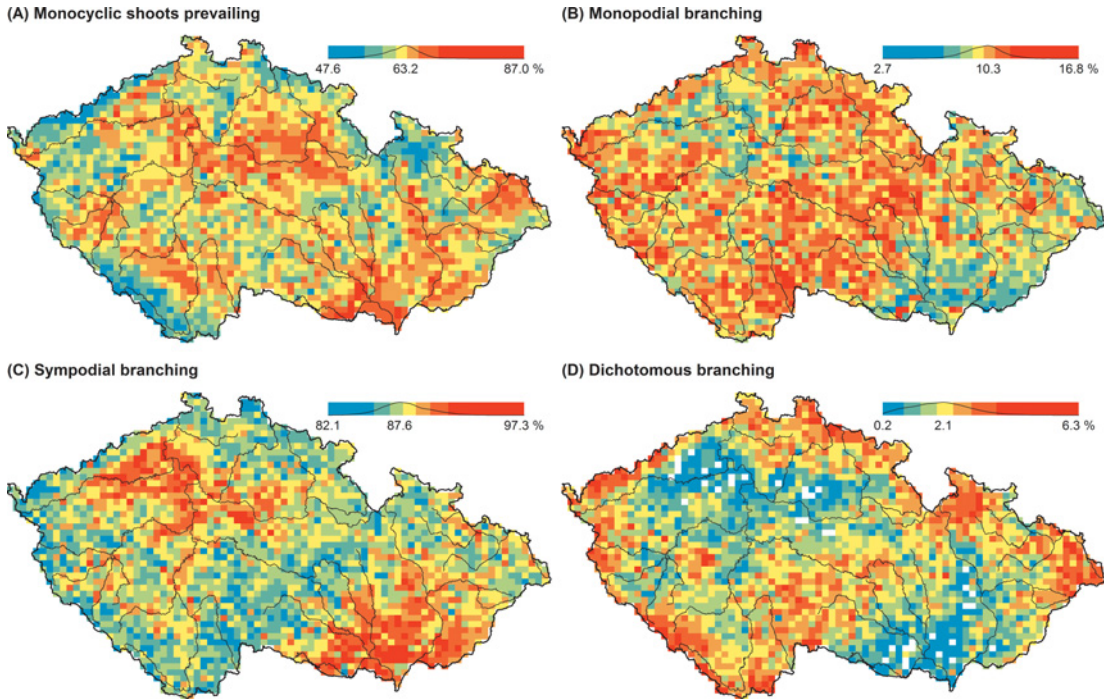 (A) Monocyclic shoots prevailing
47.6 63.2 87.0 %
(B) Monopodial branching
2.7 10.3 16.8 %
(C) Sympodial branching
82.1 87.6 97.3 %
(D) Dichotomous branching
0.2 2.1 6.3 %